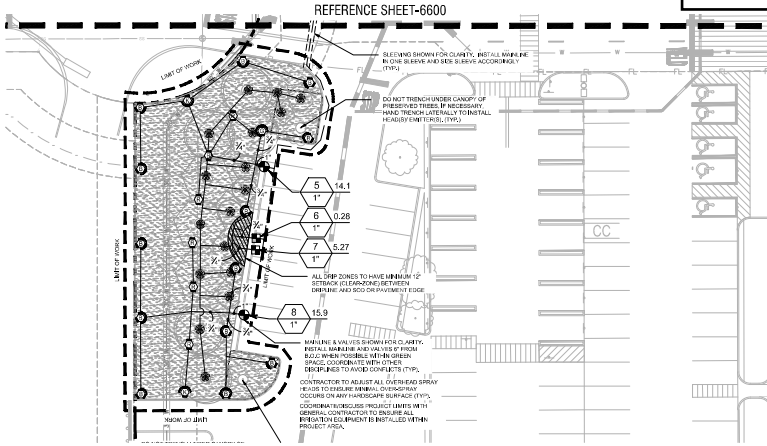 REFERENCE SHEET-6600
SLEEVING SHOWN FOR CLARITY. INSTALL MAINLINE
IN ONE SLEEVE AND SIZE SLEEVE ACCORDINGLY
(TYP.)
LIMIT OF WORK
DO NOT TRENCH UNDER CANOPY OF
PRESERVED TREES. IF NECESSARY
HAND TRENCH LATERALLY TO INSTALL
HEAD(S)/ EMITTER(S). (TYP.)
5 14.1
1"
6 0.28
1"
7 5.27
1"
LIMIT OF WORK
LIMIT OF WORK
CC
ALL DRIP ZONES TO HAVE MINIMUM 12"
SETBACK (CLEAR-ZONE) BETWEEN
DRIPLINE AND SOD OR PAVEMENT EDGE
8 15.9
1"
MAINLINE & VALVES SHOWN FOR CLARITY.
INSTALL MAINLINE AND VALVES 6" FROM
B.O.C WHEN POSSIBLE WITHIN GREEN
SPACE. COORDINATE WITH OTHER
DISCIPLINES TO AVOID CONFLICTS (TYP).
CONTRACTOR TO ADJUST ALL OVERHEAD SPRAY
HEADS TO ENSURE MINIMAL OVER-SPRAY
OCCURS ON ANY HARDSCAPE SURFACE (TYP).
COORDINATE/DISCUSS PROJECT LIMITS WITH
GENERAL CONTRACTOR TO ENSURE ALL
IRRIGATION EQUIPMENT IS INSTALLED WITHIN
PROJECT AREA.
LIMIT OF WORK